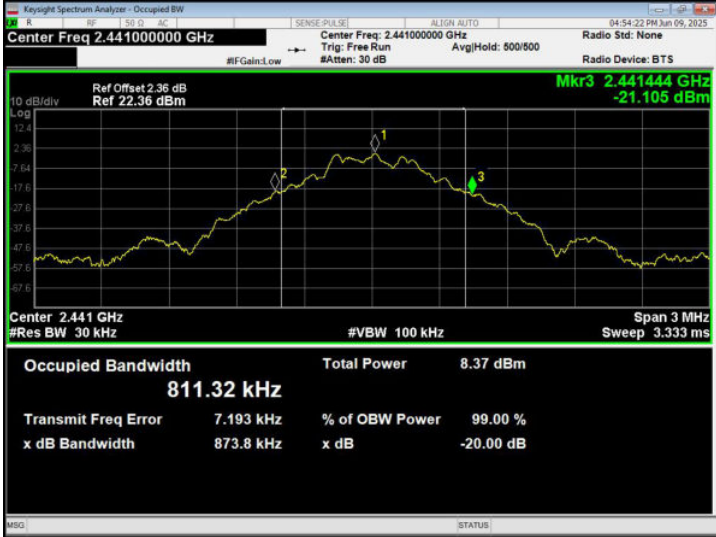 Keysight Spectrum Analyzer - Occupied BW
LXI R RF 50 Ω AC SENSE:PULSE ALIGN AUTO 04:54:22 PM Jun 09, 2025
Center Freq 2.441000000 GHz
Center Freq: 2.441000000 GHz
Radio Std: None
Trig: Free Run Avg|Hold: 500/500
#IFGain:Low #Atten: 30 dB Radio Device: BTS
Mkr3 2.441444 GHz
-21.105 dBm
Ref Offset 2.36 dB
10 dB/div Ref 22.36 dBm
Log
12.4
2.36
-7.64
-17.6
-27.6
-37.6
-47.6
-57.6
-67.6
1
2
3
Center 2.441 GHz Span 3 MHz
#Res BW 30 kHz #VBW 100 kHz Sweep 3.333 ms
Occupied Bandwidth Total Power 8.37 dBm
811.32 kHz
Transmit Freq Error 7.193 kHz % of OBW Power 99.00 %
x dB Bandwidth 873.8 kHz x dB -20.00 dB
MSG STATUS